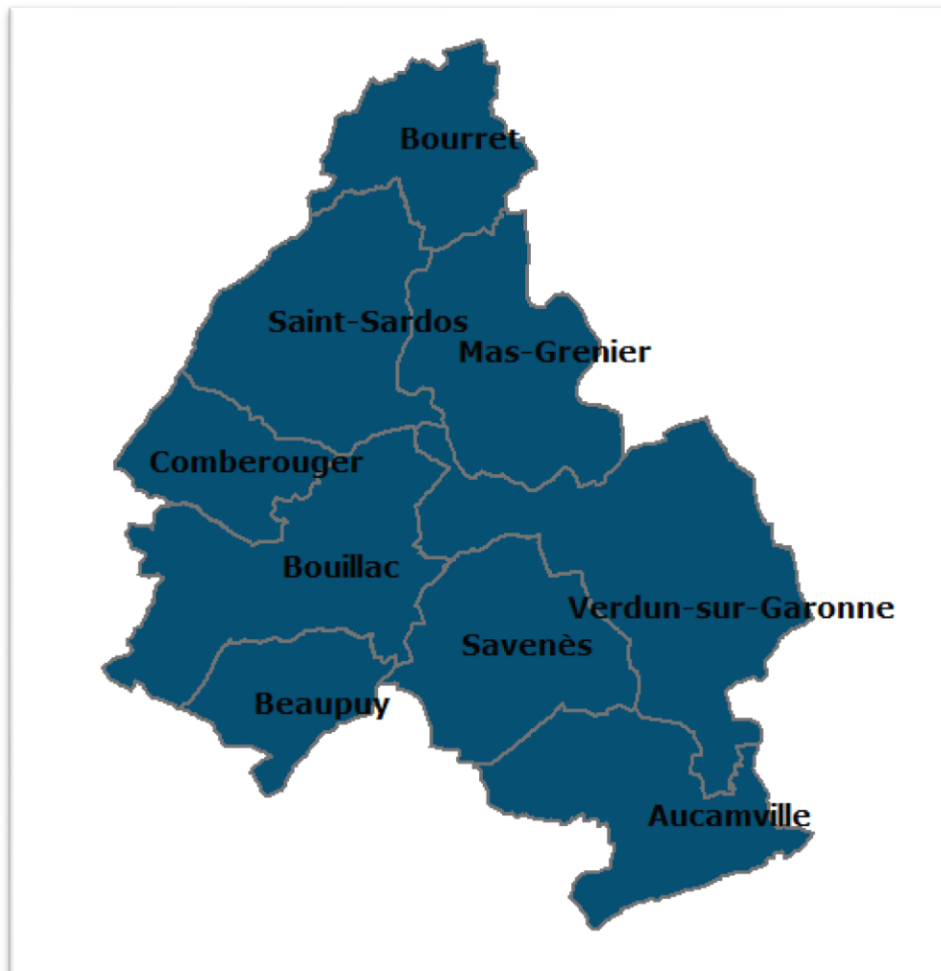 Bourret
Saint-Sardos
Mas-Grenier
Comberouger
Bouillac
Verdun-sur-Garonne
Savenès
Beaupuy
Aucamville